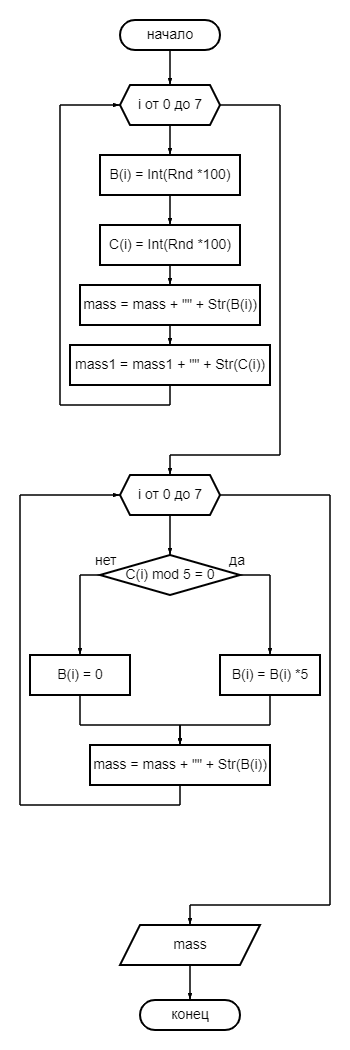 начало
i от 0 до 7
B(i) = Int(Rnd *100)
C(i) = Int(Rnd *100)
mass = mass + "" + Str(B(i))
mass1 = mass1 + "" + Str(C(i))
i от 0 до 7
нет
да
C(i) mod 5 = 0
B(i) = 0
B(i) = B(i) *5
mass = mass + "" + Str(B(i))
mass
конец